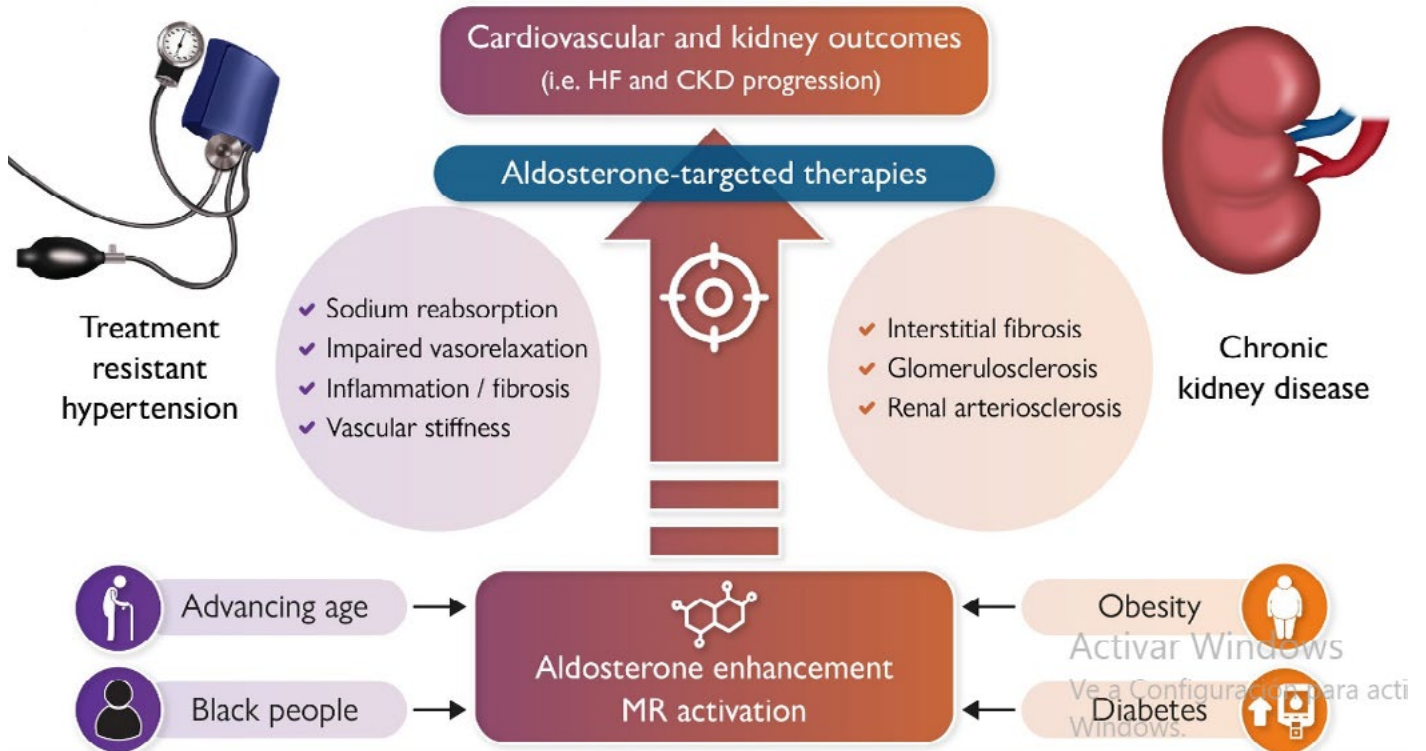 Cardiovascular and kidney outcomes
(i.e. HF and CKD progression)
Aldosterone-targeted therapies
Treatment
resistant
hypertension
✔ Sodium reabsorption
✔ Impaired vasorelaxation
✔ Inflammation / fibrosis
✔ Vascular stiffness
✔ Interstitial fibrosis
✔ Glomerulosclerosis
✔ Renal arteriosclerosis
Chronic
kidney disease
Advancing age
Black people
Aldosterone enhancement
MR activation
Obesity
Diabetes
Activar Windows
Ve a Configuración para acti
Windows.